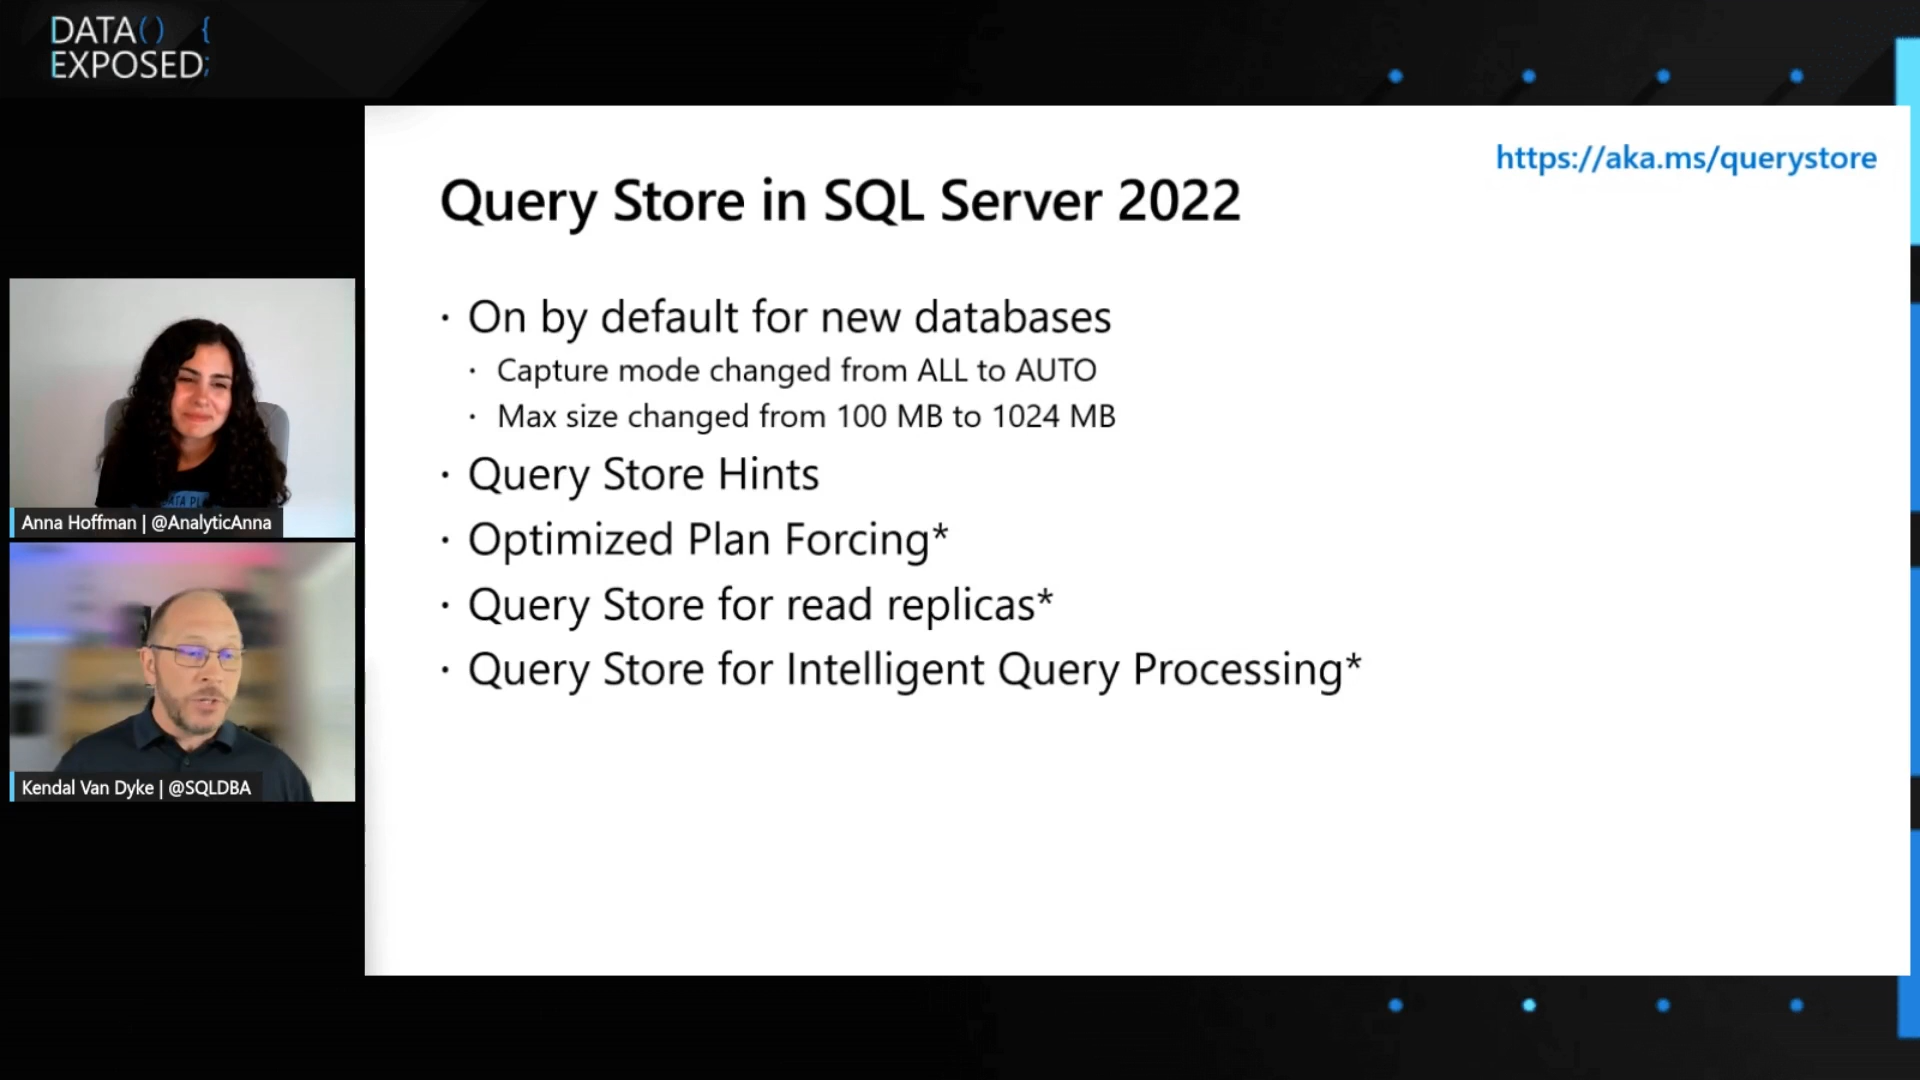 DATA() {
EXPOSED;
https://aka.ms/querystore
Query Store in SQL Server 2022
· On by default for new databases
· Capture mode changed from ALL to AUTO
· Max size changed from 100 MB to 1024 MB
· Query Store Hints
· Optimized Plan Forcing*
· Query Store for read replicas*
· Query Store for Intelligent Query Processing*
DATA PL
Anna Hoffman | @AnalyticAnna
Kendal Van Dyke | @SQLDBA